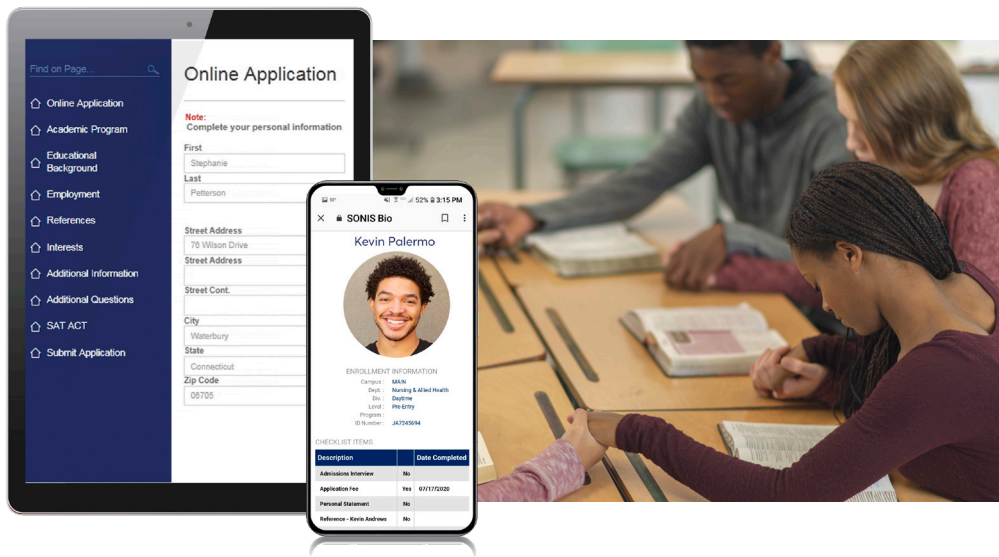 Find on Page...
Online Application
Academic Program
Educational
Background
Employment
References
Interests
Additional Information
Additional Questions
SAT ACT
Submit Application
Online Application
Note:
Complete your personal information
First
Stephanie
Last
Petterson
Street Address
76 Wilson Drive
Street Address
Street Cont.
City
Waterbury
State
Connecticut
Zip Code
06705
52% 3:15 PM
SONIS Bio
Kevin Palermo
ENROLLMENT INFORMATION
Campus : MAIN
Dept. : Nursing & Allied Health
Div. : Daytime
Level : Pre-Entry
Program :
ID Number : JA7245694
CHECKLIST ITEMS
Description Date Completed
Admissions Interview No
Application Fee Yes 07/17/2020
Personal Statement No
Reference - Kevin Andrews No